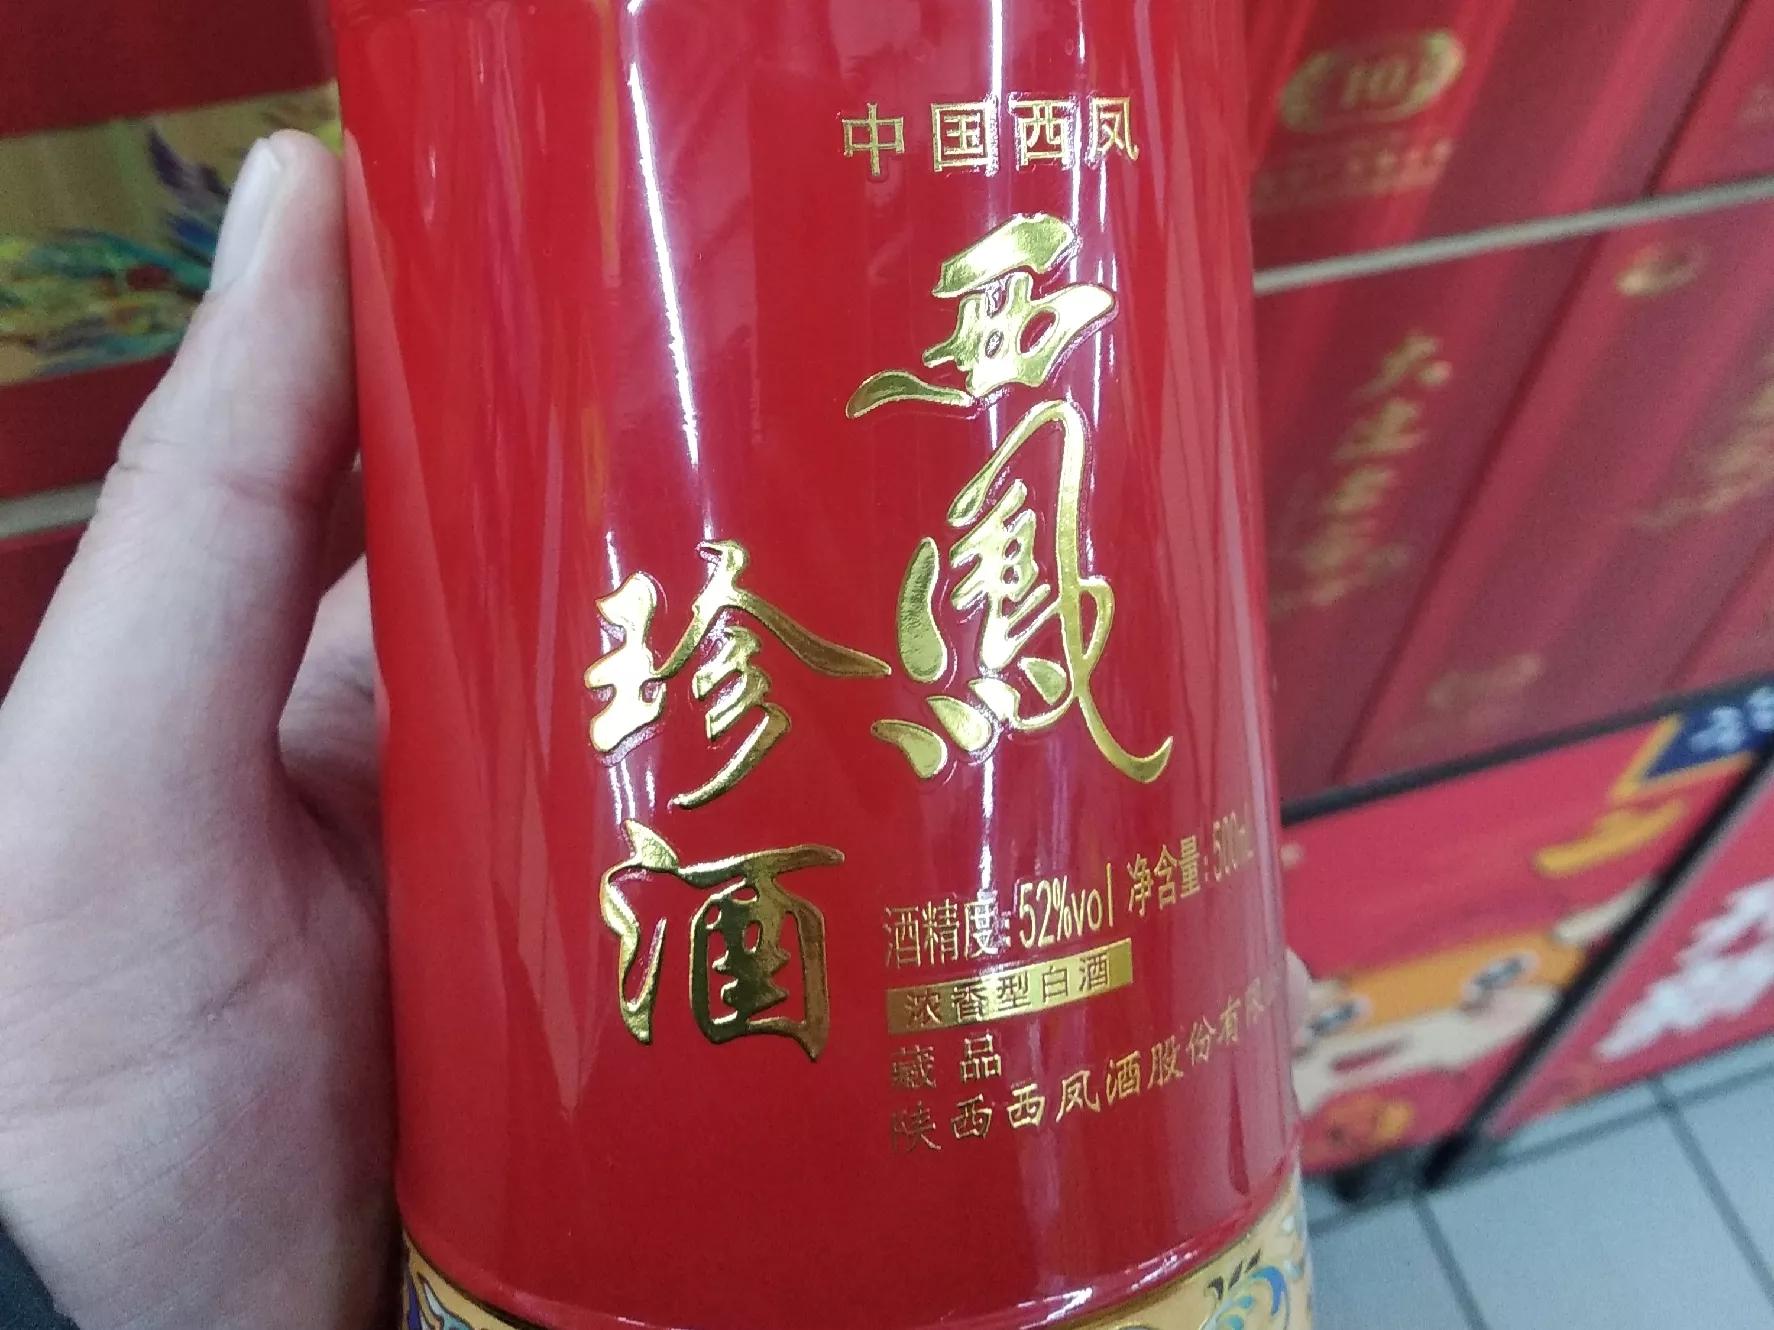 中国西凤
西鳳
珍酒
酒精度:52%vol 净含量:500mL
浓香型白酒
藏品
陕西西凤酒股份有限
10